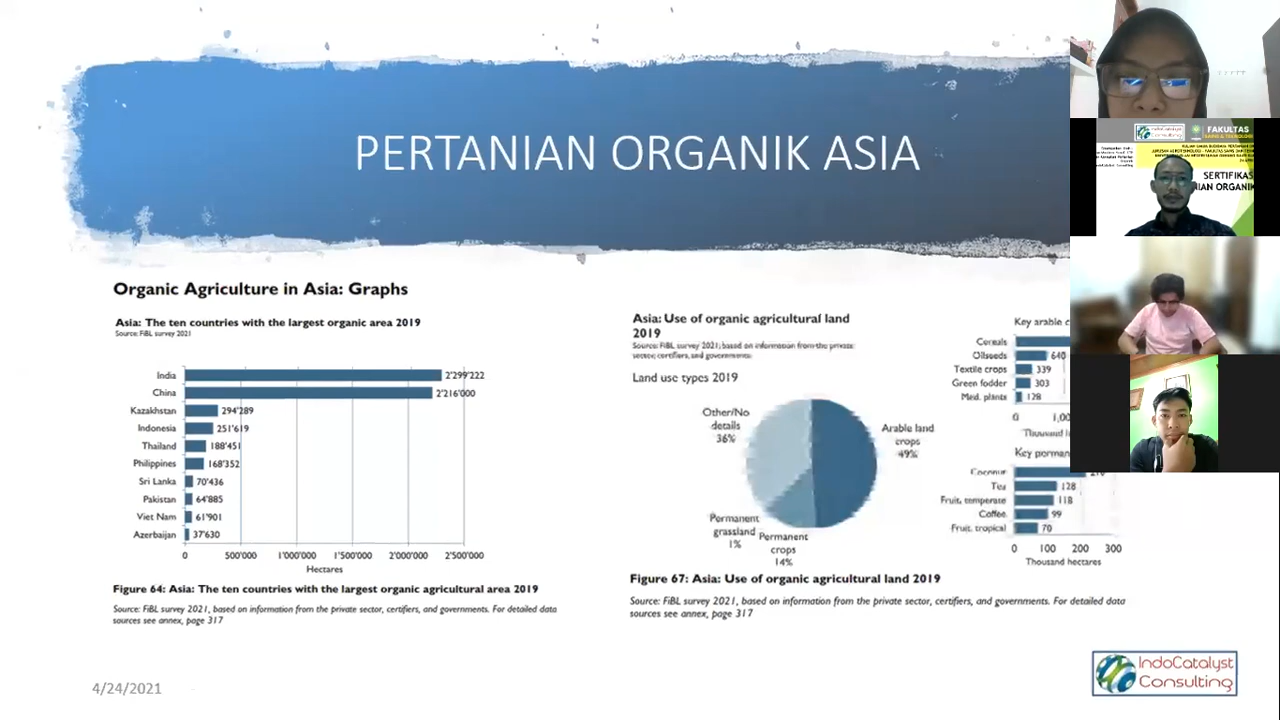 PERTANIAN ORGANIK ASIA
Organic Agriculture in Asia: Graphs
Asia: The ten countries with the largest organic area 2019
Source: FiBL survey 2021
India 2'299'222
China 2'216'000
Kazakhstan 294'289
Indonesia 251'619
Thailand 188'451
Philippines 168'352
Sri Lanka 70'436
Pakistan 64'885
Viet Nam 61'901
Azerbaijan 37'630
0 500'000 1'000'000 1'500'000 2'000'000 2'500'000
Hectares
Figure 64: Asia: The ten countries with the largest organic agricultural area 2019
Source: FiBL survey 2021, based on information from the private sector, certifiers, and governments. For detailed data
sources see annex, page 317
Asia: Use of organic agricultural land
2019
Source: FiBL survey 2021; based on information from the private
sector, certifiers, and governments
Land use types 2019
Other/No
details
36%
Arable land
crops
49%
Permanent
grassland
1%
Permanent
crops
14%
Key arable c
Cereals
Oilseeds 640
Textile crops 339
Green fodder 303
Med. plants 128
0 1,00
Thousand
Key perman
Coconut 210
Tea 128
Fruit, temperate 118
Coffee 99
Fruit, tropical 70
0 100 200 300
Thousand hectares
Figure 67: Asia: Use of organic agricultural land 2019
Source: FiBL survey 2021, based on information from the private sector, certifiers, and governments. For detailed data
sources see annex, page 317
4/24/2021
IndoCatalyst
Consulting
IndoCatalyst
Consulting
FAKULTAS
SAINS & TEKNOLOGI
SERTIFIKAS
IAN ORGANIK